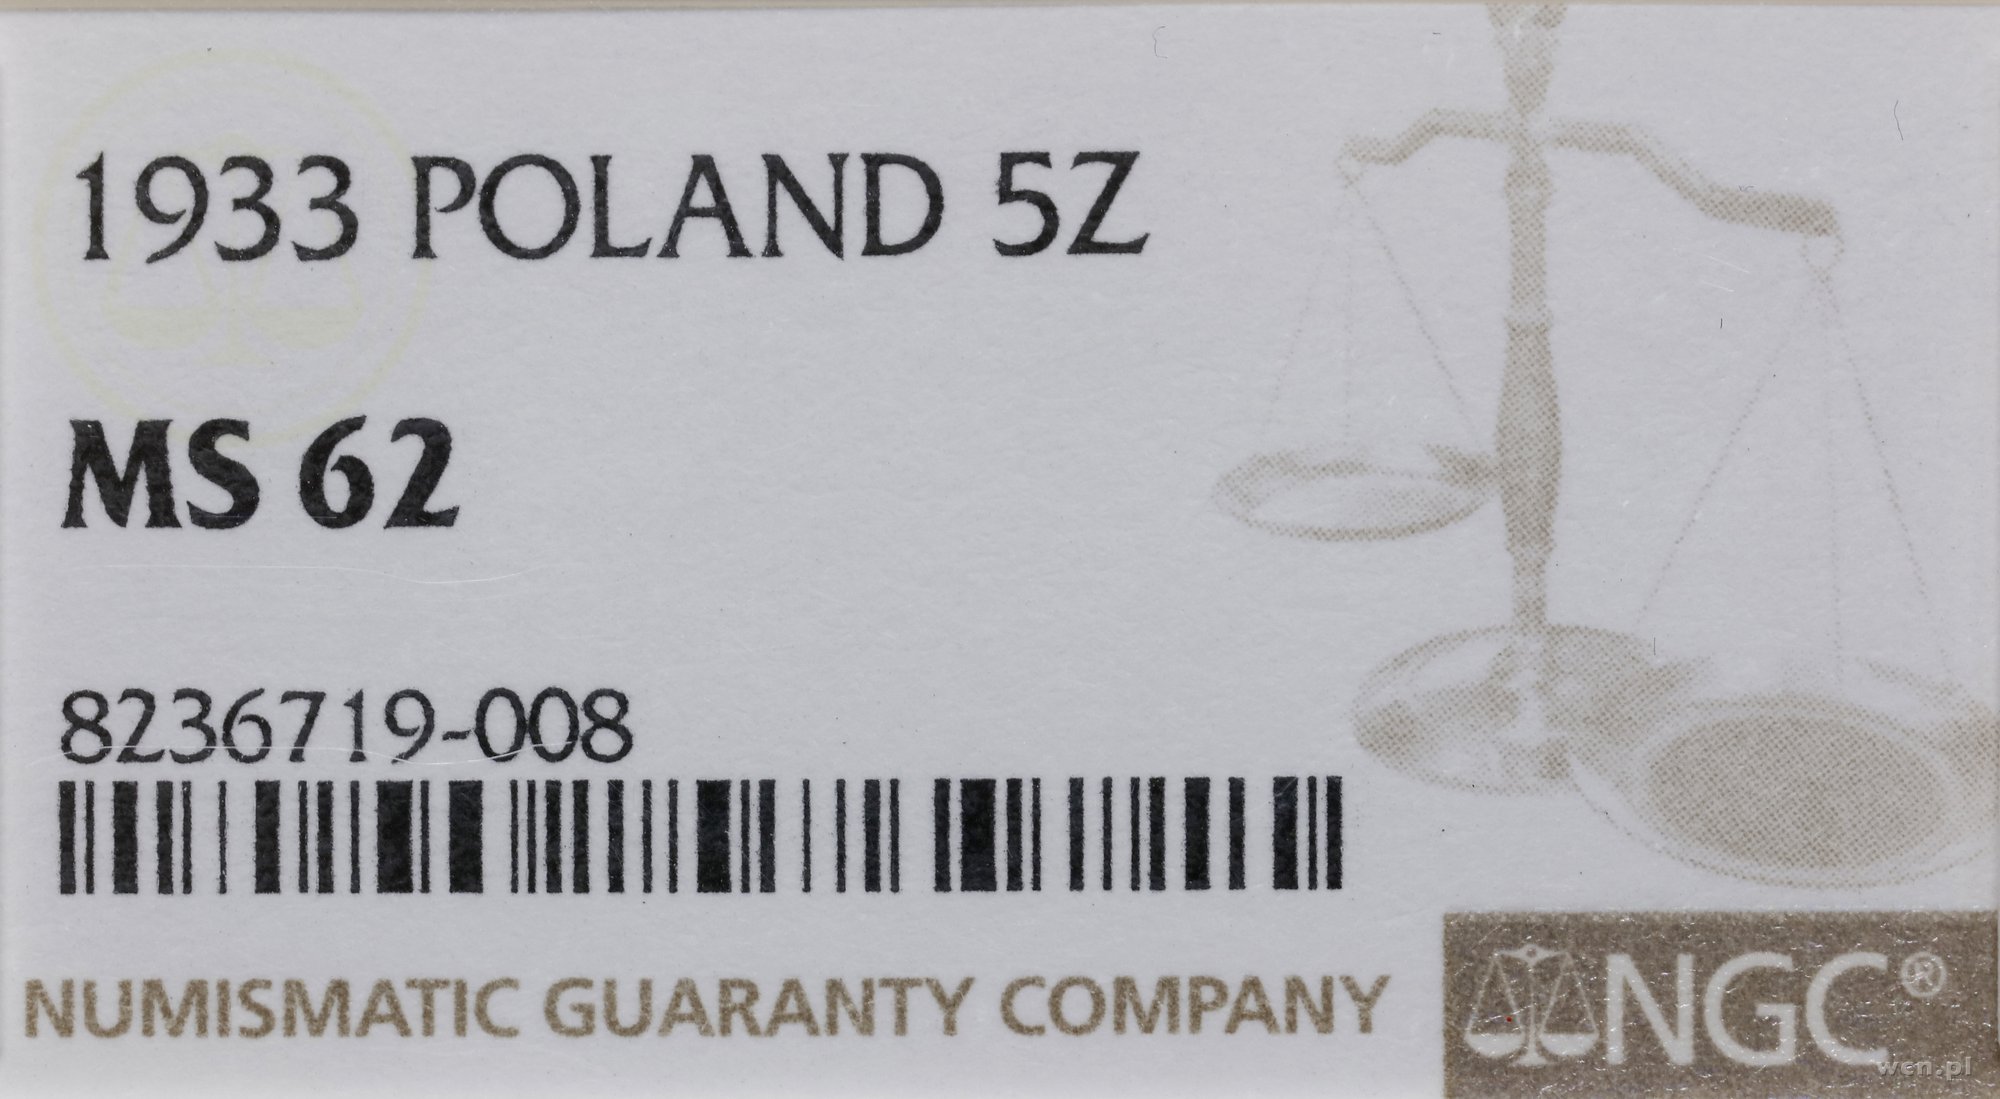 1933 POLAND 5Z
MS 62
8236719-008
NUMISMATIC GUARANTY COMPANY
NGC®
wcn.pl